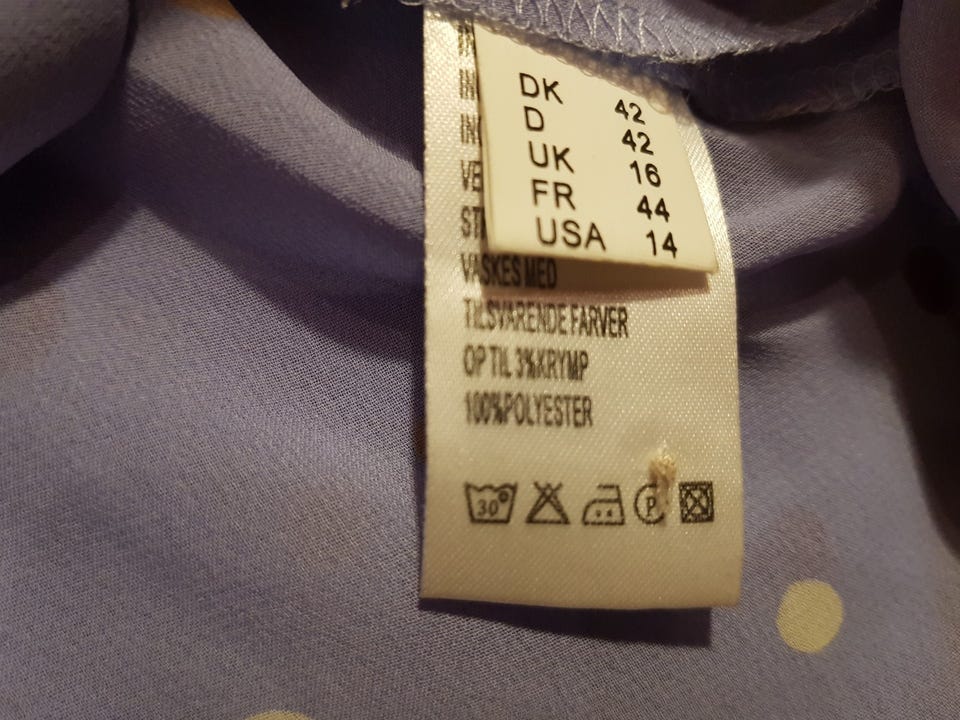 DK 42
D 42
UK 16
FR 44
USA 14
VASKES MED
TILSVARENDE FARVER
OP TIL 3%KRYMP
100%POLYESTER
30°
P